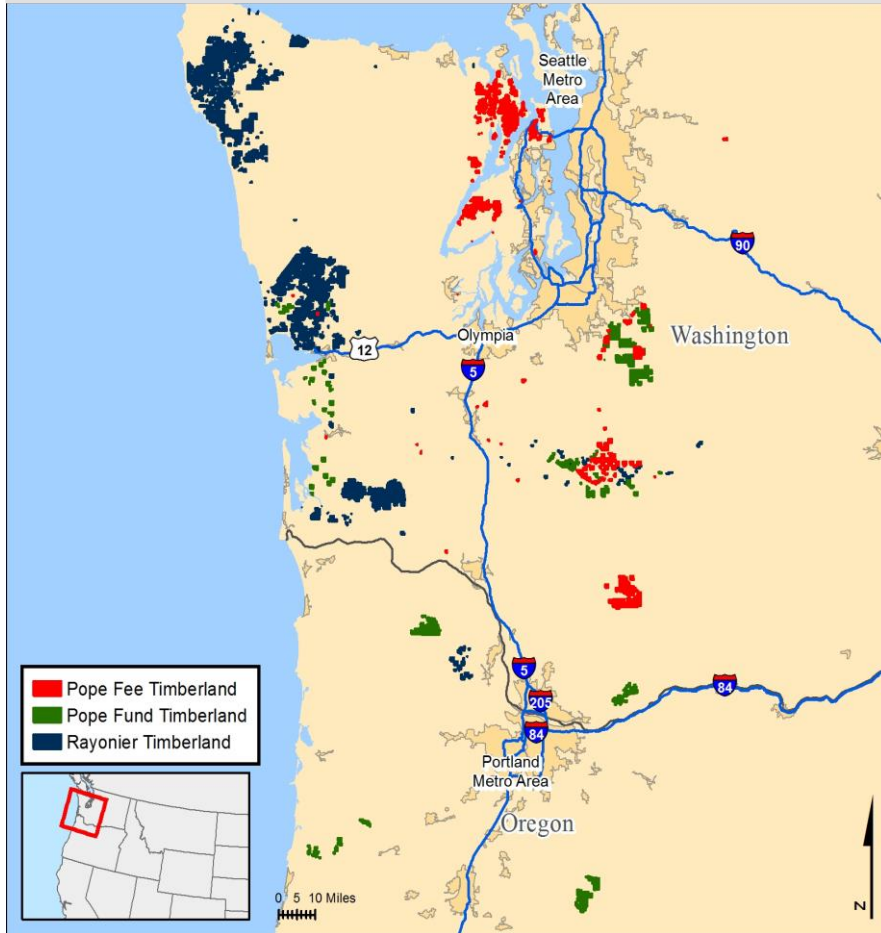 Seattle
Metro
Area
90
Washington
12
Olympia
5
Pope Fee Timberland
Pope Fund Timberland
Rayonier Timberland
5
205
84
84
Portland
Metro Area
Oregon
0 5 10 Miles
N